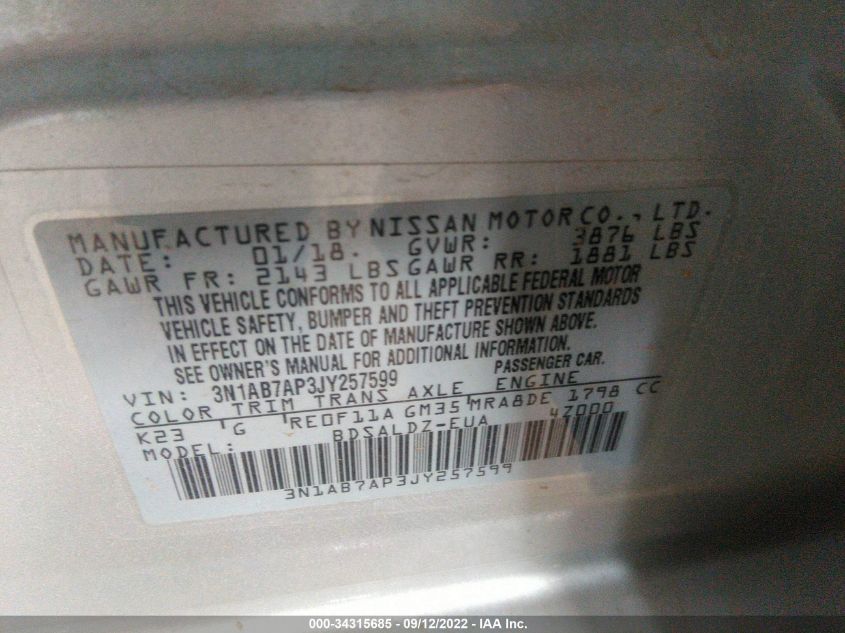 MANUFACTURED BY NISSAN MOTOR CO., LTD.
DATE: 01/18. GVWR: 3876 LBS
GAWR FR: 2143 LBS GAWR RR: 1881 LBS
THIS VEHICLE CONFORMS TO ALL APPLICABLE FEDERAL MOTOR
VEHICLE SAFETY, BUMPER AND THEFT PREVENTION STANDARDS
IN EFFECT ON THE DATE OF MANUFACTURE SHOWN ABOVE.
SEE OWNER'S MANUAL FOR ADDITIONAL INFORMATION.
VIN: 3N1AB7AP3JY257599 PASSENGER CAR.
COLOR TRIM TRANS AXLE ENGINE
K23 G RE0F11A GM35 MRA8DE 1798 CC
MODEL: BDSALDZ-EUA 4Z000
3N1AB7AP3JY257599
000-34315685 - 09/12/2022 - IAA Inc.